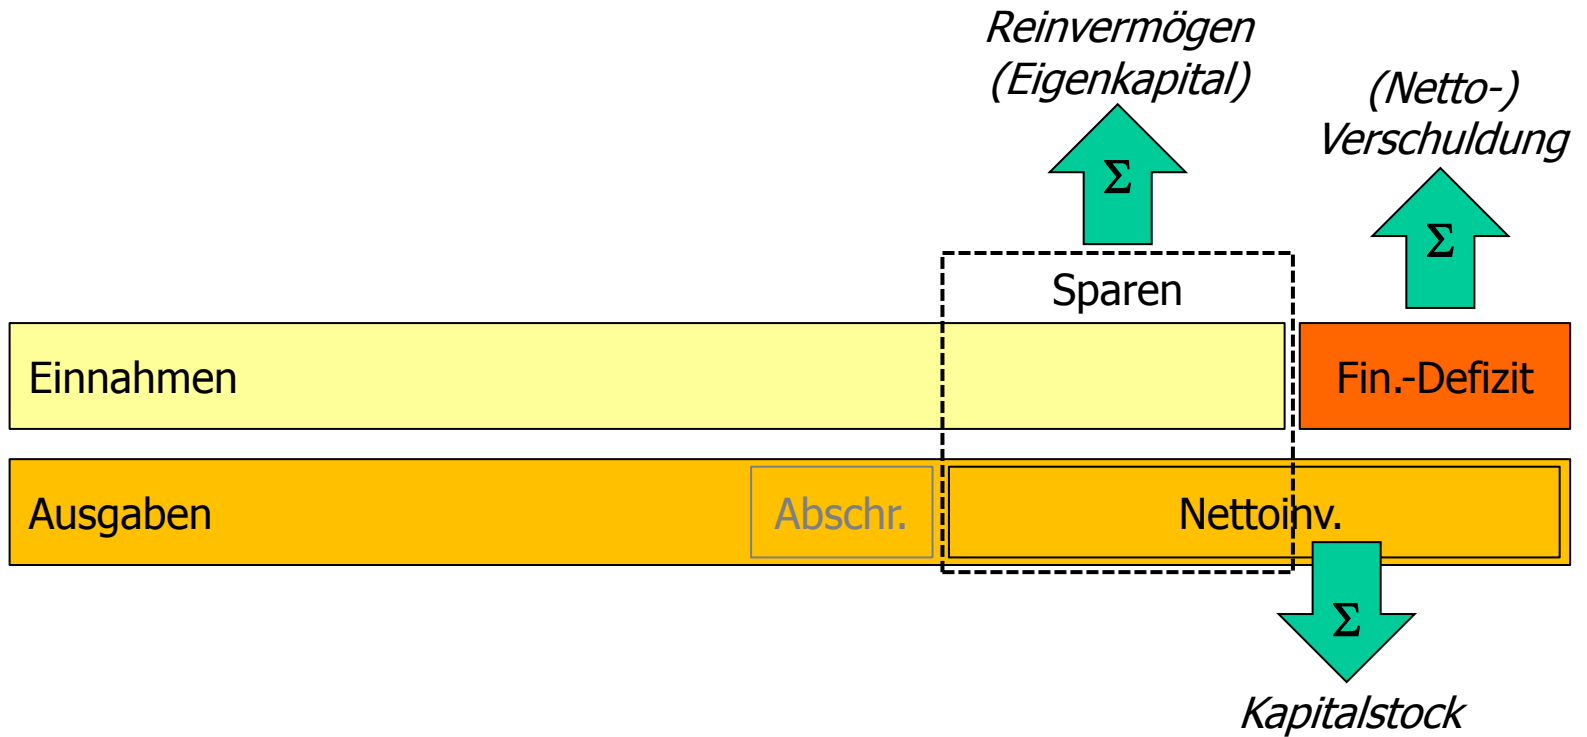 Reinvermögen
(Eigenkapital)
(Netto-)
Verschuldung
Σ
Σ
Sparen
Einnahmen
Fin.-Defizit
Ausgaben
Abschr.
Nettoinv.
Σ
Kapitalstock